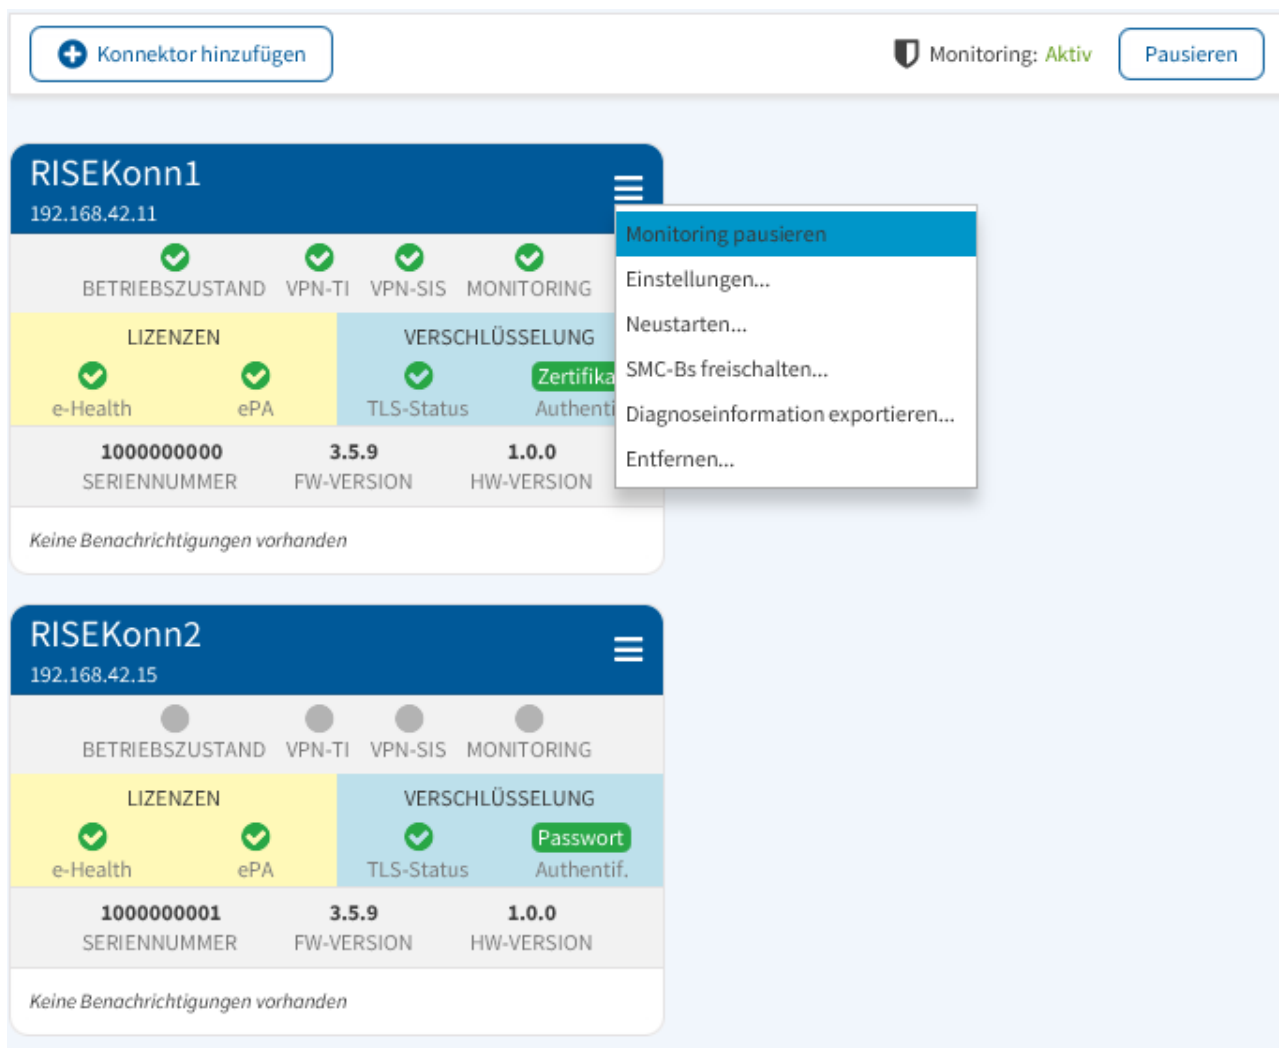 Konnektor hinzufügen
Monitoring: Aktiv
Pausieren
RISEKonn1
192.168.42.11
BETRIEBSZUSTAND VPN-TI VPN-SIS MONITORING
LIZENZEN
VERSCHLÜSSELUNG
Zertifika
e-Health ePA TLS-Status Authenti
1000000000 3.5.9 1.0.0
SERIENNUMMER FW-VERSION HW-VERSION
Keine Benachrichtigungen vorhanden
Monitoring pausieren
Einstellungen...
Neustarten...
SMC-Bs freischalten...
Diagnoseinformation exportieren...
Entfernen...
RISEKonn2
192.168.42.15
BETRIEBSZUSTAND VPN-TI VPN-SIS MONITORING
LIZENZEN
VERSCHLÜSSELUNG
Passwort
e-Health ePA TLS-Status Authentif.
1000000001 3.5.9 1.0.0
SERIENNUMMER FW-VERSION HW-VERSION
Keine Benachrichtigungen vorhanden